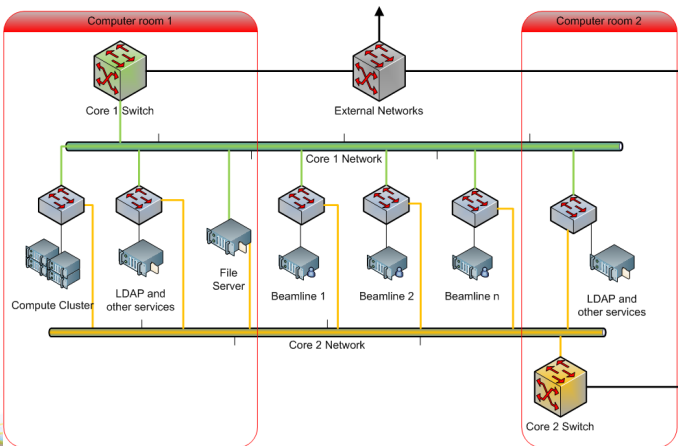 Computer room 1
Computer room 2
Core 1 Switch
External Networks
Core 1 Network
Compute Cluster
LDAP and
other services
File
Server
Beamline 1
Beamline 2
Beamline n
LDAP and
other services
Core 2 Network
Core 2 Switch